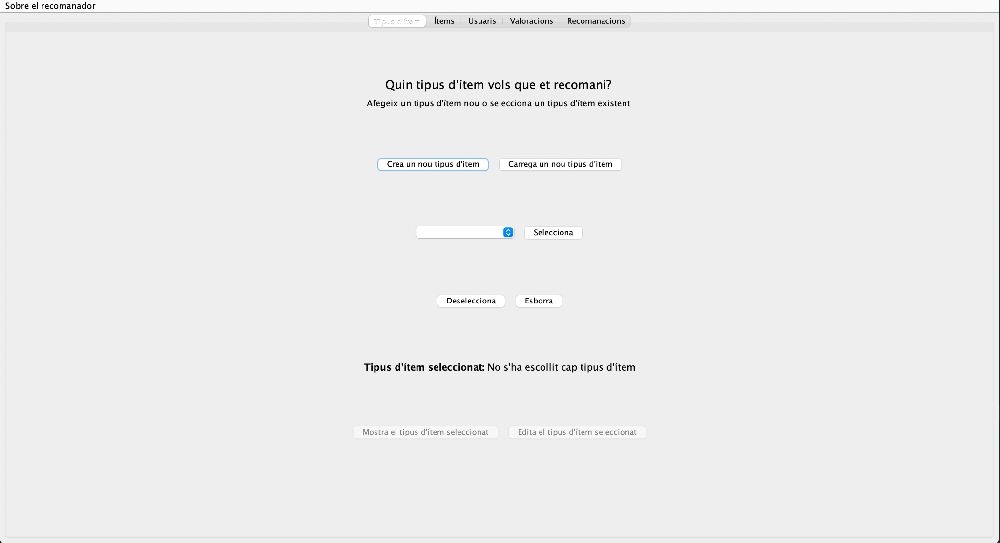 Sobre el recomanador
Tipus d'ítem Ítems Usuaris Valoracions Recomanacions
Quin tipus d'ítem vols que et recomani?
Afegeix un tipus d'ítem nou o selecciona un tipus d'ítem existent
Crea un nou tipus d'ítem Carrega un nou tipus d'ítem
Selecciona
Deselecciona Esborra
Tipus d'ítem seleccionat: No s'ha escollit cap tipus d'ítem
Mostra el tipus d'ítem seleccionat Edita el tipus d'ítem seleccionat